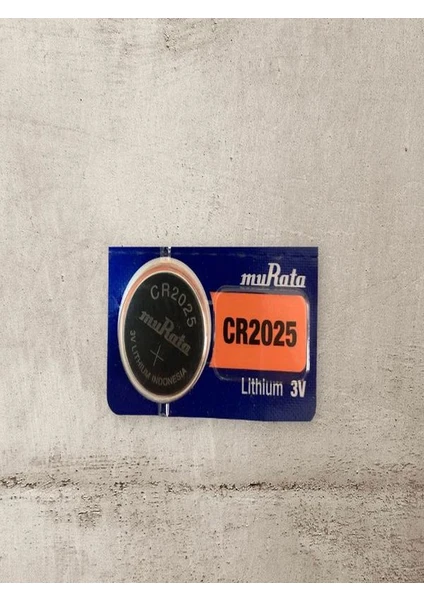 muRata
CR2025
Lithium 3V
CR2025
muRata
+
3V LITHIUM INDONESIA